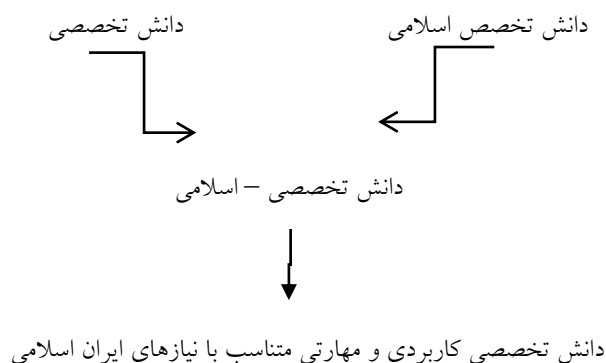 دانش تخصص اسلامی
دانش تخصصی
دانش تخصصی – اسلامی
دانش تخصصی کاربردی و مهارتی متناسب با نیازهای ایران اسلامی